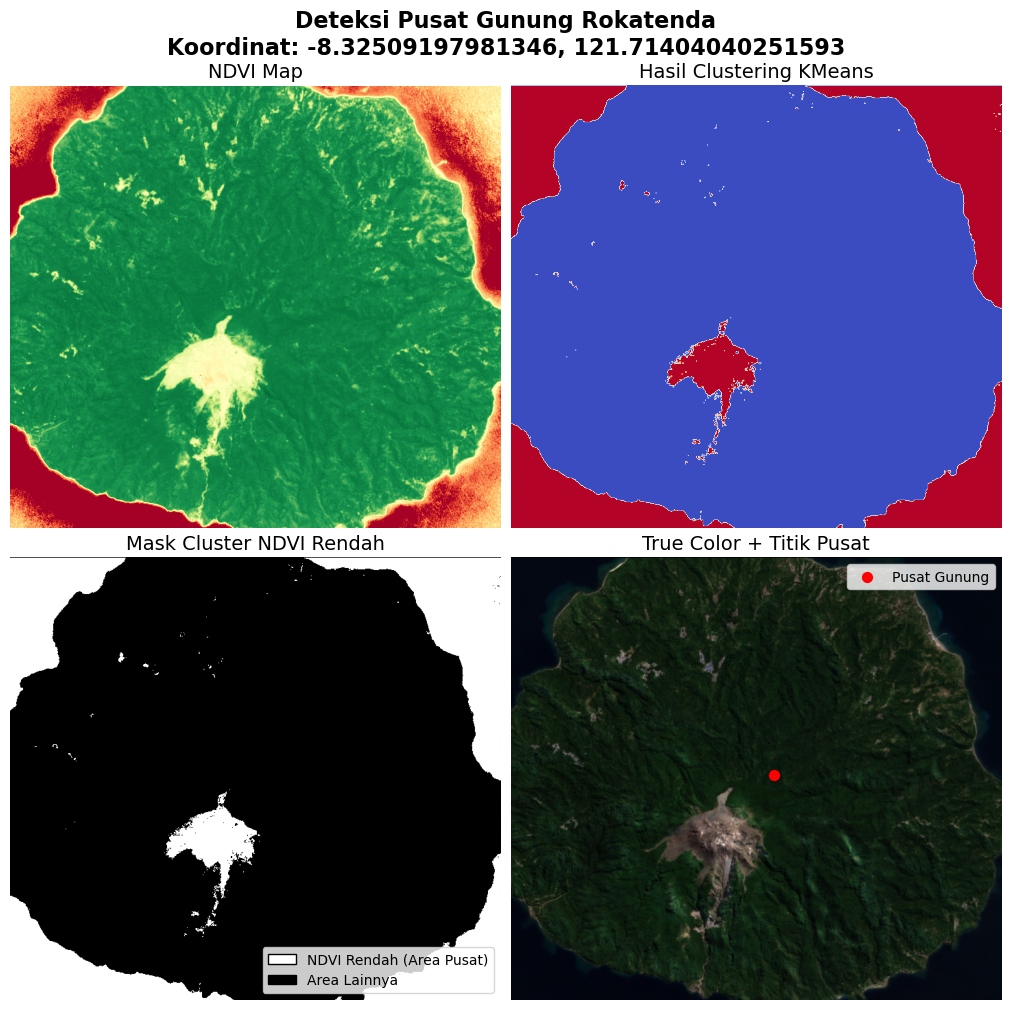 Deteksi Pusat Gunung Rokatenda
Koordinat: -8.32509197981346, 121.71404040251593
NDVI Map
Hasil Clustering KMeans
Mask Cluster NDVI Rendah
NDVI Rendah (Area Pusat)
Area Lainnya
True Color + Titik Pusat
Pusat Gunung